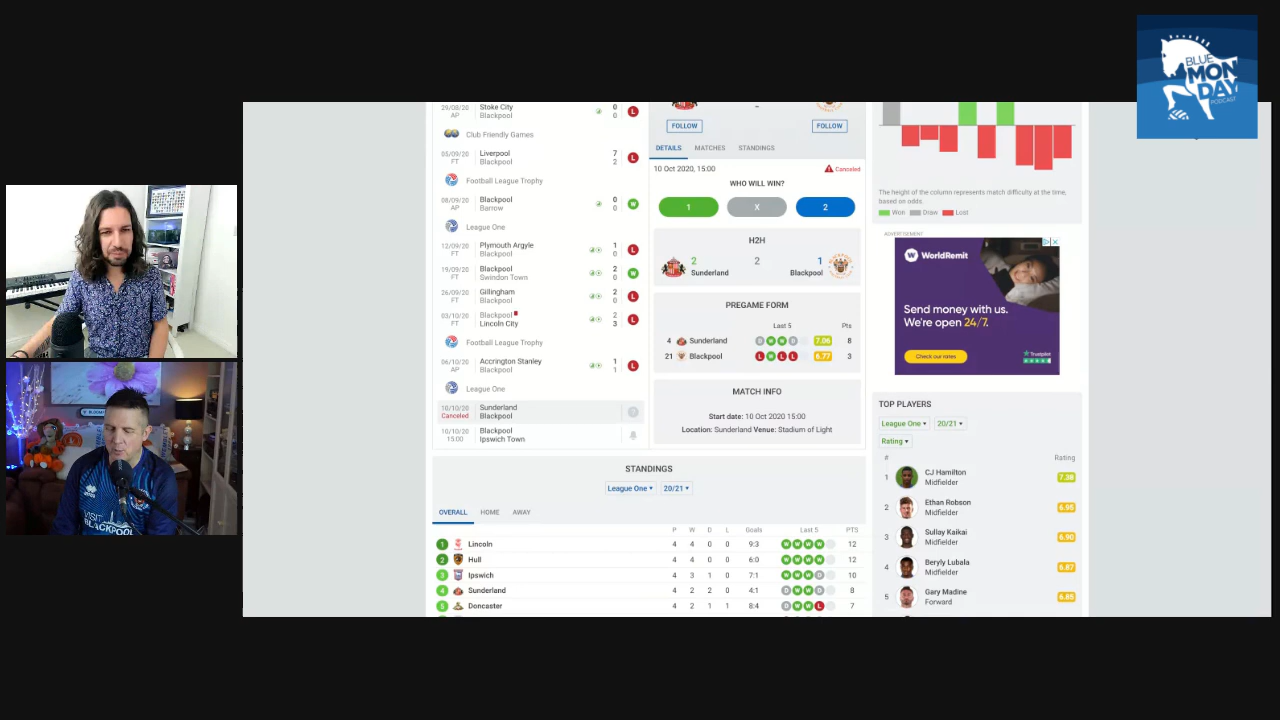 BLUE
MON
DAY
PODCAST
29/08/20
AP
Stoke City
Blackpool
0
0
L
FOLLOW
FOLLOW
Club Friendly Games
05/09/20
FT
Liverpool
Blackpool
7
2
L
Football League Trophy
08/09/20
AP
Blackpool
Barrow
0
0
W
League One
12/09/20
FT
Plymouth Argyle
Blackpool
1
0
L
19/09/20
FT
Blackpool
Swindon Town
2
0
W
26/09/20
FT
Gillingham
Blackpool
2
0
L
03/10/20
FT
Blackpool
Lincoln City
2
3
L
Football League Trophy
06/10/20
AP
Accrington Stanley
Blackpool
1
1
L
League One
10/10/20
Canceled
Sunderland
Blackpool
?
10/10/20
15:00
Blackpool
Ipswich Town
DETAILS MATCHES STANDINGS
10 Oct 2020, 15:00 Canceled
WHO WILL WIN?
1 X 2
H2H
2 2 1
Sunderland Blackpool
PREGAME FORM
Last 5 Pts
4 Sunderland D W W D 7.06 8
21 Blackpool L W L L 6.77 3
MATCH INFO
Start date: 10 Oct 2020 15:00
Location: Sunderland Venue: Stadium of Light
STANDINGS
League One 20/21
OVERALL HOME AWAY
P W D L Goals Last 5 PTS
1 Lincoln 4 4 0 0 9:3 W W W W 12
2 Hull 4 4 0 0 6:0 W W W W 12
3 Ipswich 4 3 1 0 7:1 W W W D 10
4 Sunderland 4 2 2 0 4:1 D W W D 8
5 Doncaster 4 2 1 1 8:4 D W W L 7
The height of the column represents match difficulty at the time,
based on odds.
Won Draw Lost
ADVERTISEMENT
WorldRemit
Send money with us.
We're open 24/7.
Check our rates
Trustpilot
TOP PLAYERS
League One 20/21
Rating
# Rating
1 CJ Hamilton 7.38
Midfielder
2 Ethan Robson 6.95
Midfielder
3 Sullay Kaikai 6.90
Midfielder
4 Beryly Lubala 6.87
Midfielder
5 Gary Madine 6.85
Forward
VISIT
BLACKPOOL